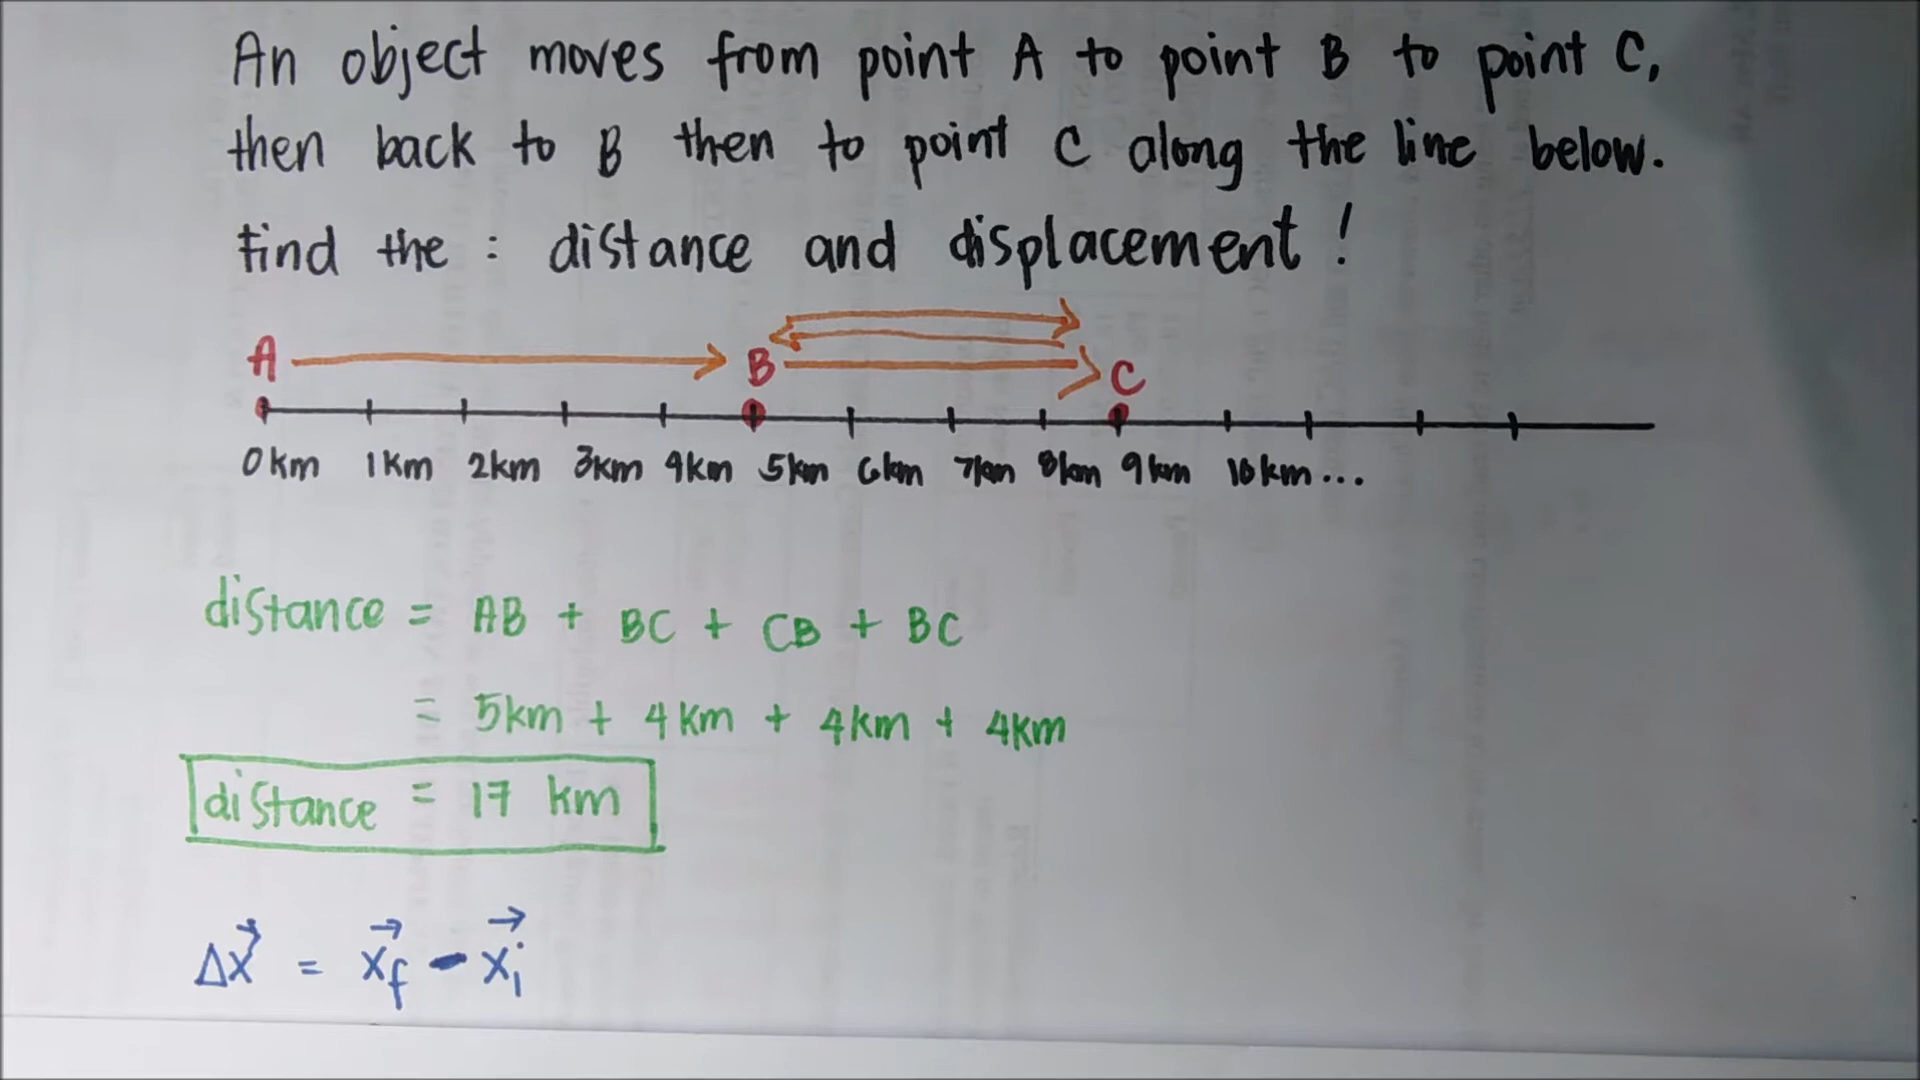 An object moves from point A to point B to point C,
then back to B then to point C along the line below.
find the : distance and displacement !
A B C
0km 1km 2km 3km 4km 5km 6km 7km 8km 9km 10km...
distance = AB + BC + CB + BC
= 5km + 4km + 4km + 4km
distance = 17 km
Δx⃗ = x⃗f - x⃗i